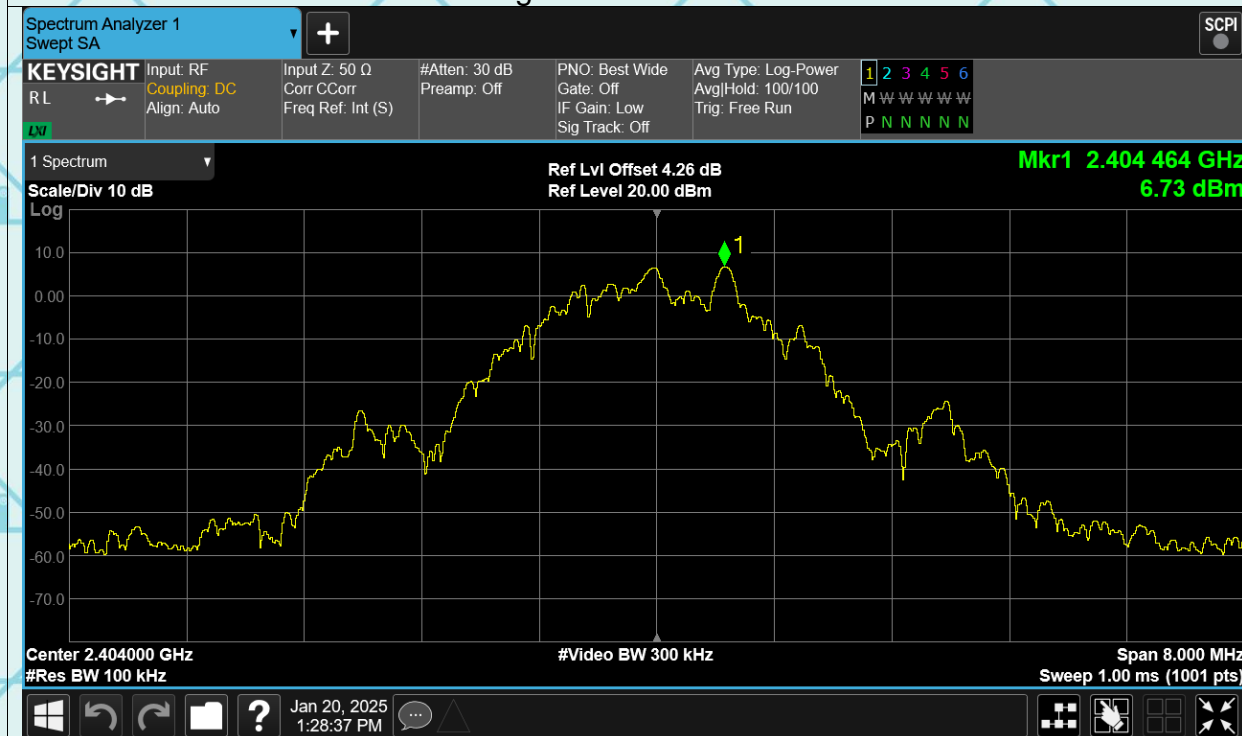 Spectrum Analyzer 1
Swept SA
+
SCPI
KEYSIGHT
RL
LXI
Input: RF
Coupling: DC
Align: Auto
Input Z: 50 Ω
Corr CCorr
Freq Ref: Int (S)
#Atten: 30 dB
Preamp: Off
PNO: Best Wide
Gate: Off
IF Gain: Low
Sig Track: Off
Avg Type: Log-Power
Avg|Hold: 100/100
Trig: Free Run
1 2 3 4 5 6
M W W W W W
P N N N N N
1 Spectrum
Scale/Div 10 dB
Log
Ref Lvl Offset 4.26 dB
Ref Level 20.00 dBm
Mkr1 2.404 464 GHz
6.73 dBm
1
10.0
0.00
-10.0
-20.0
-30.0
-40.0
-50.0
-60.0
-70.0
Center 2.404000 GHz
#Res BW 100 kHz
#Video BW 300 kHz
Span 8.000 MHz
Sweep 1.00 ms (1001 pts)
?
Jan 20, 2025
1:28:37 PM